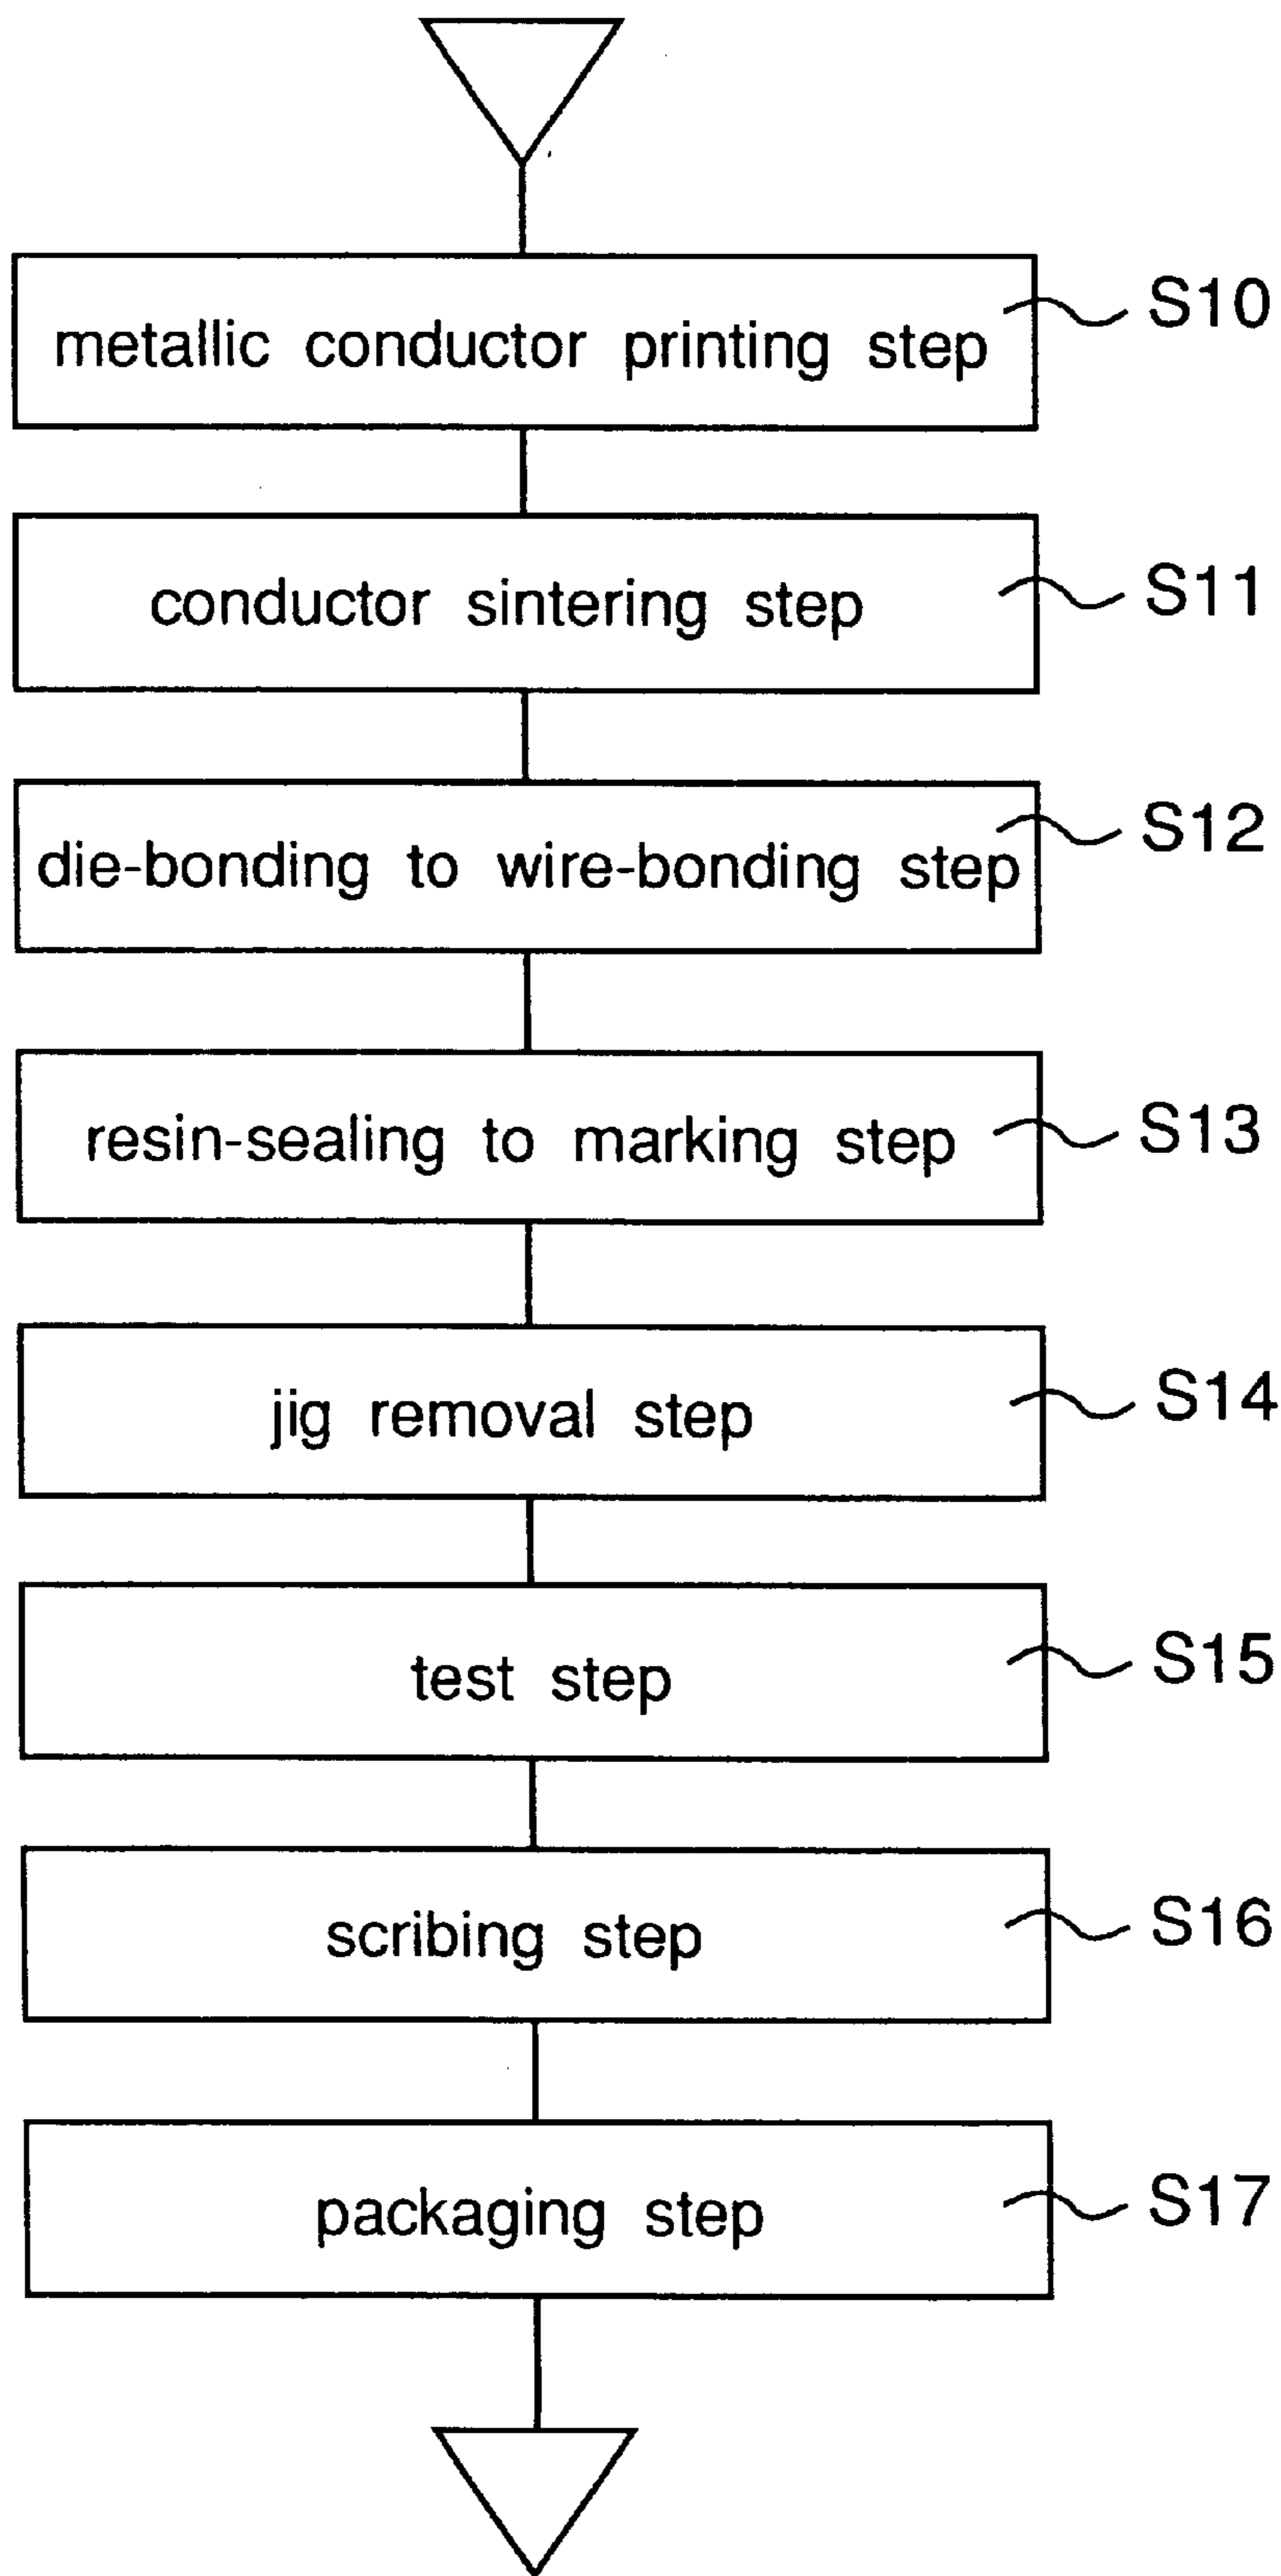 metallic conductor printing step S10
conductor sintering step S11
die-bonding to wire-bonding step S12
resin-sealing to marking step S13
jig removal step S14
test step S15
scribing step S16
packaging step S17